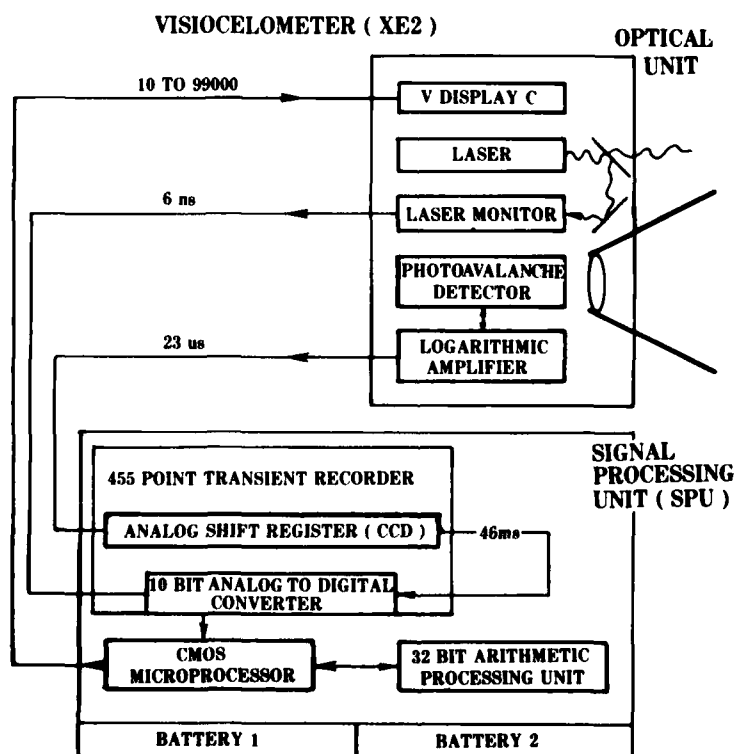 VISIOCELOMETER ( XE2 )
OPTICAL
UNIT
10 TO 99000
V DISPLAY C
LASER
6 ns
LASER MONITOR
PHOTOAVALANCHE
DETECTOR
23 us
LOGARITHMIC
AMPLIFIER
SIGNAL
PROCESSING
UNIT ( SPU )
455 POINT TRANSIENT RECORDER
ANALOG SHIFT REGISTER ( CCD )
46ms
10 BIT ANALOG TO DIGITAL
CONVERTER
CMOS
MICROPROCESSOR
32 BIT ARITHMETIC
PROCESSING UNIT
BATTERY 1
BATTERY 2